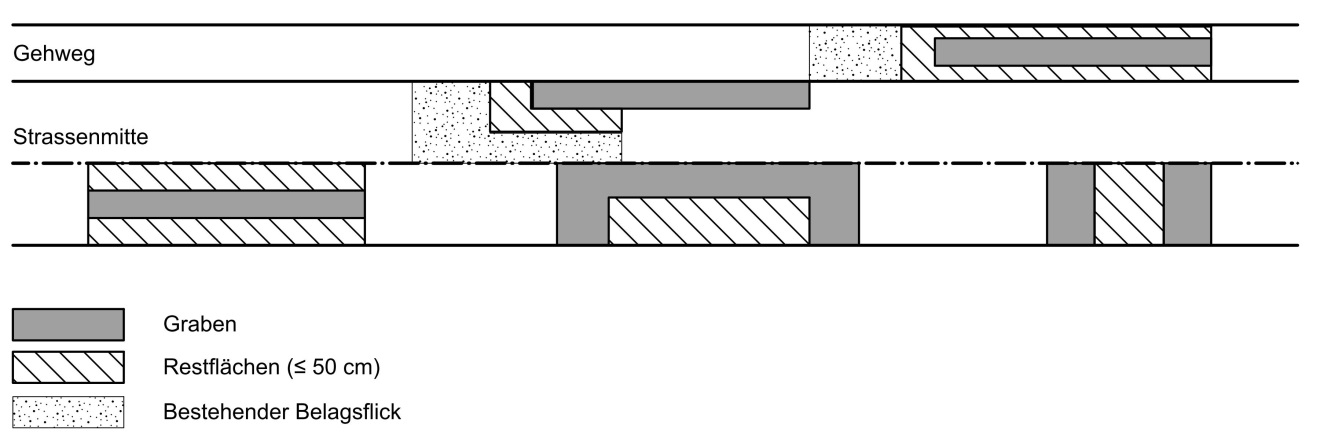 Gehweg
Strassenmitte
Graben
Restflächen (≤ 50 cm)
Bestehender Belagsflick